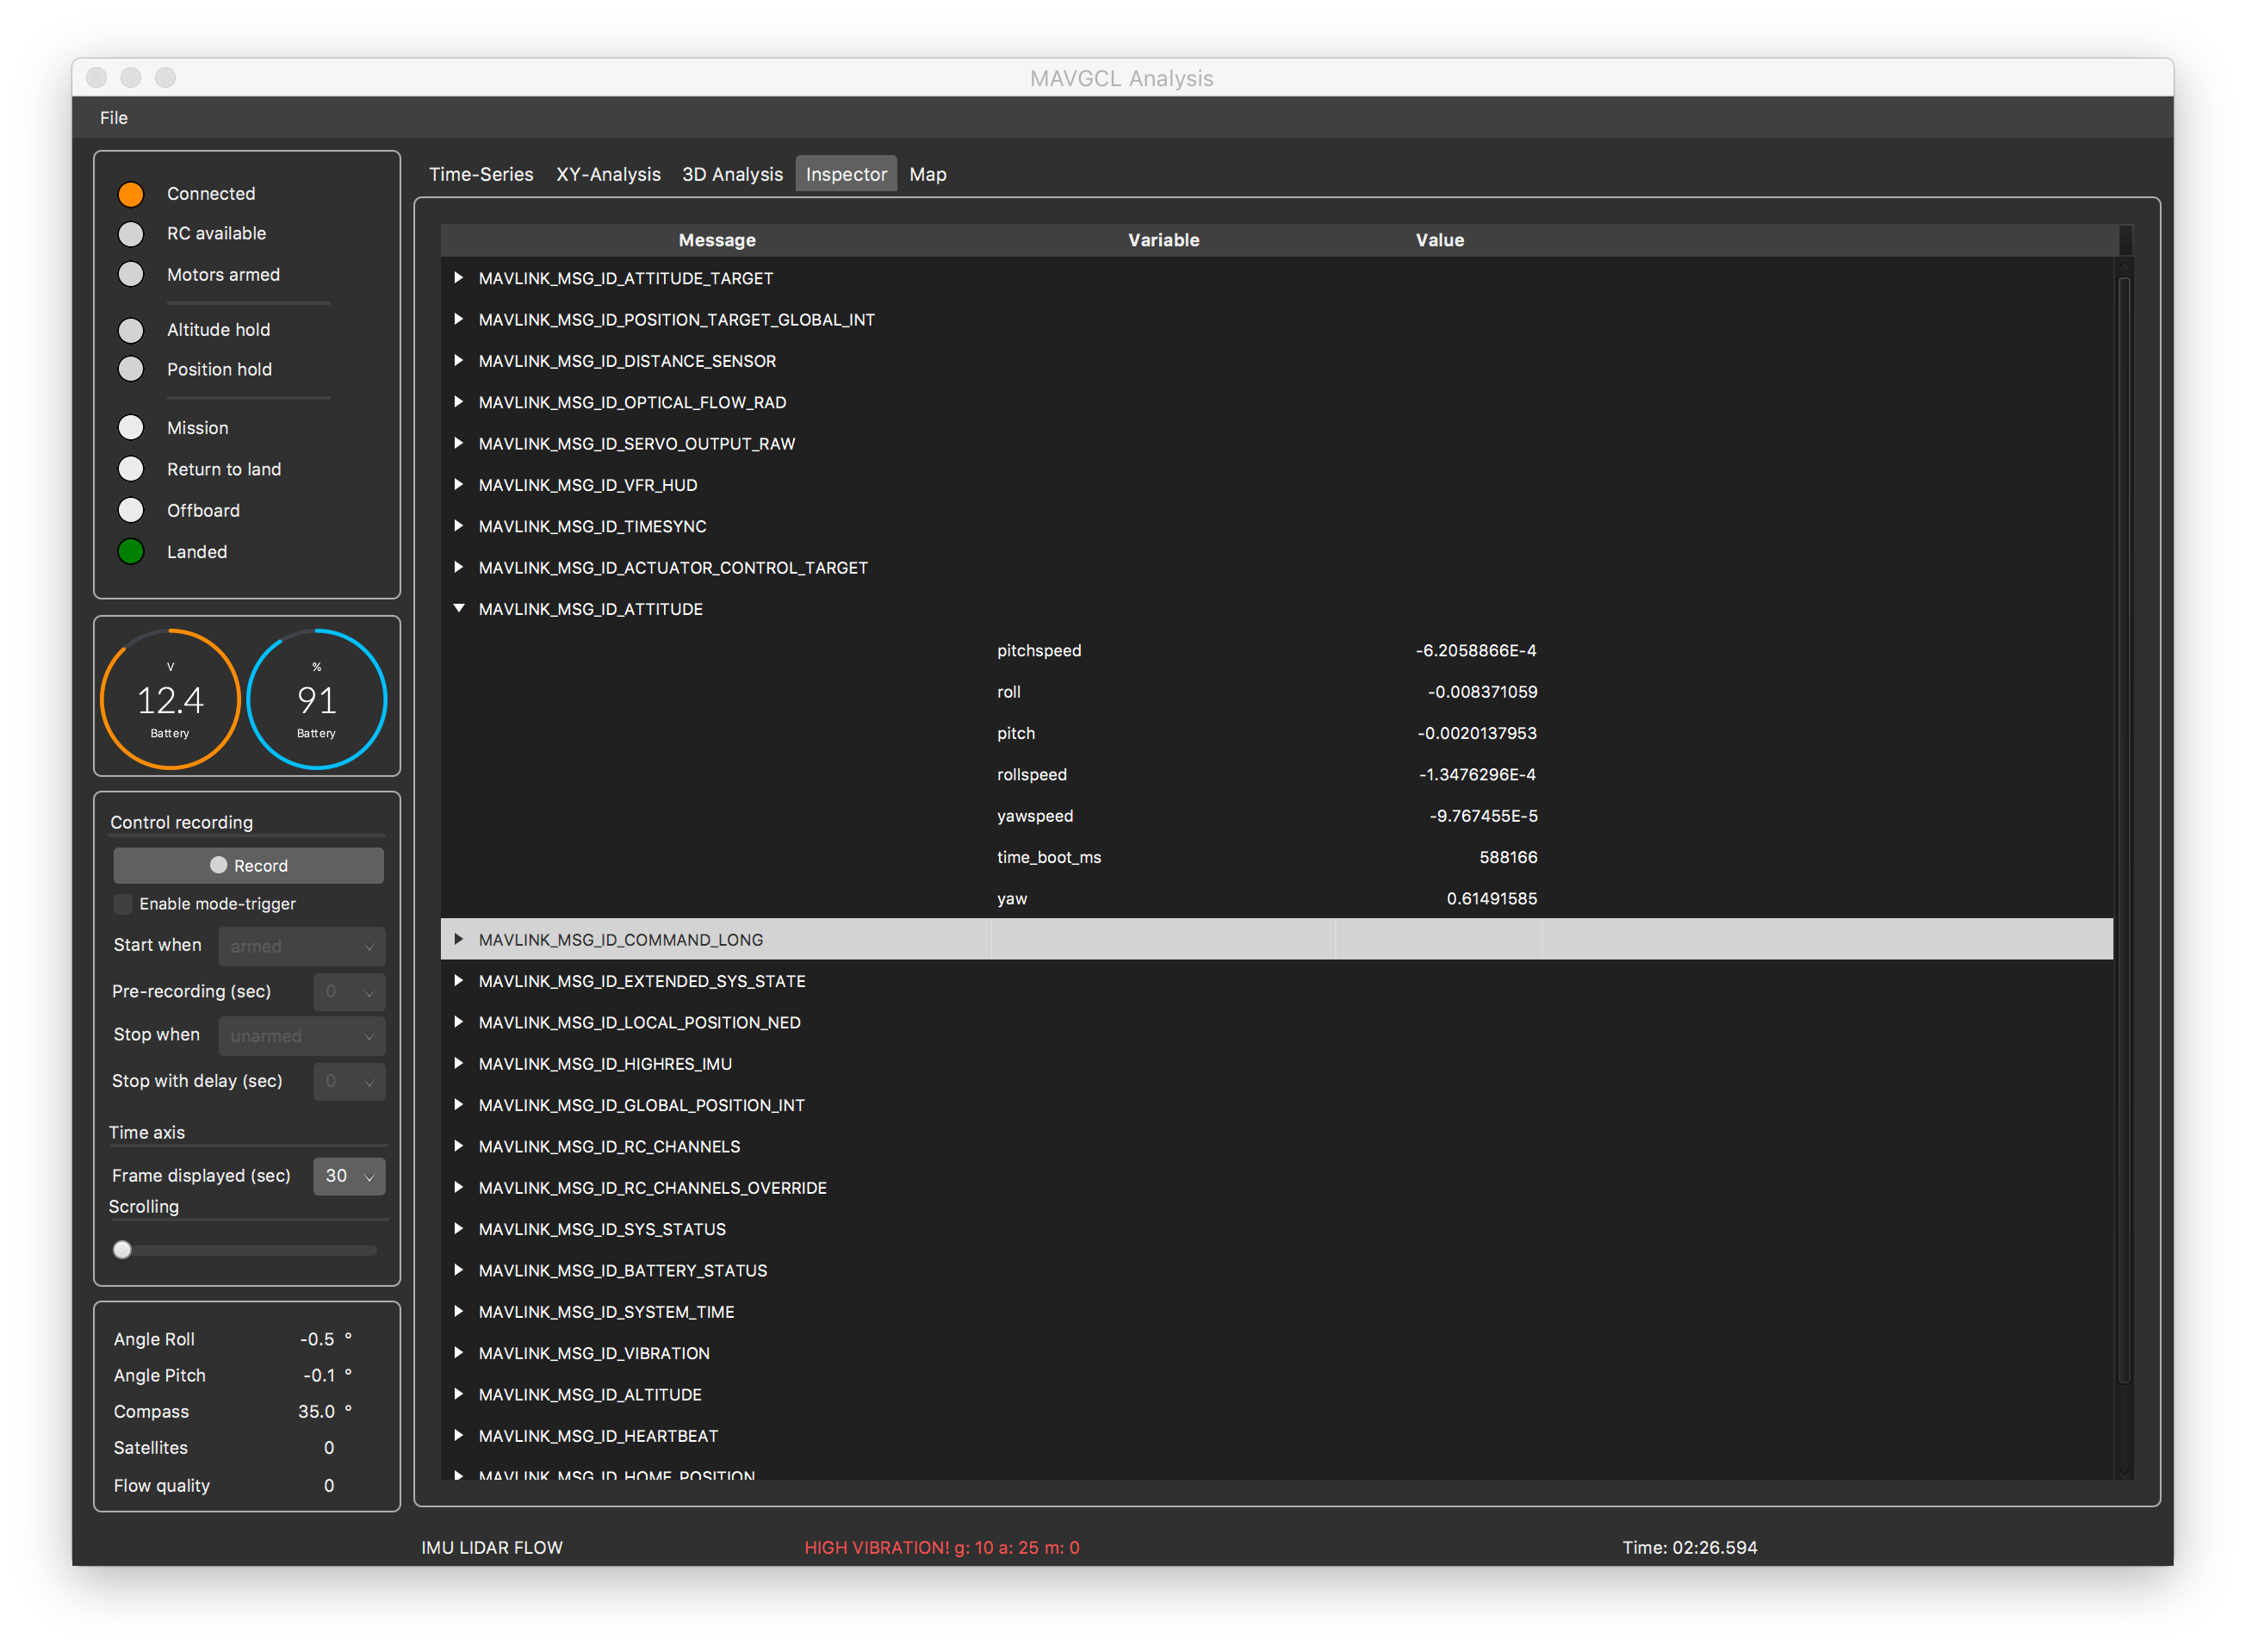 MAVGCL Analysis
File
Connected
RC available
Motors armed
Altitude hold
Position hold
Mission
Return to land
Offboard
Landed
V
12.4
Battery
%
91
Battery
Control recording
Record
Enable mode-trigger
Start when armed
Pre-recording (sec) 0
Stop when unarmed
Stop with delay (sec) 0
Time axis
Frame displayed (sec) 30
Scrolling
Angle Roll -0.5 °
Angle Pitch -0.1 °
Compass 35.0 °
Satellites 0
Flow quality 0
Time-Series XY-Analysis 3D Analysis Inspector Map
Message Variable Value
MAVLINK_MSG_ID_ATTITUDE_TARGET
MAVLINK_MSG_ID_POSITION_TARGET_GLOBAL_INT
MAVLINK_MSG_ID_DISTANCE_SENSOR
MAVLINK_MSG_ID_OPTICAL_FLOW_RAD
MAVLINK_MSG_ID_SERVO_OUTPUT_RAW
MAVLINK_MSG_ID_VFR_HUD
MAVLINK_MSG_ID_TIMESYNC
MAVLINK_MSG_ID_ACTUATOR_CONTROL_TARGET
MAVLINK_MSG_ID_ATTITUDE
pitchspeed -6.2058866E-4
roll -0.008371059
pitch -0.0020137953
rollspeed -1.3476296E-4
yawspeed -9.767455E-5
time_boot_ms 588166
yaw 0.61491585
MAVLINK_MSG_ID_COMMAND_LONG
MAVLINK_MSG_ID_EXTENDED_SYS_STATE
MAVLINK_MSG_ID_LOCAL_POSITION_NED
MAVLINK_MSG_ID_HIGHRES_IMU
MAVLINK_MSG_ID_GLOBAL_POSITION_INT
MAVLINK_MSG_ID_RC_CHANNELS
MAVLINK_MSG_ID_RC_CHANNELS_OVERRIDE
MAVLINK_MSG_ID_SYS_STATUS
MAVLINK_MSG_ID_BATTERY_STATUS
MAVLINK_MSG_ID_SYSTEM_TIME
MAVLINK_MSG_ID_VIBRATION
MAVLINK_MSG_ID_ALTITUDE
MAVLINK_MSG_ID_HEARTBEAT
MAVLINK_MSG_ID_HOME_POSITION
IMU LIDAR FLOW HIGH VIBRATION! g: 10 a: 25 m: 0 Time: 02:26.594